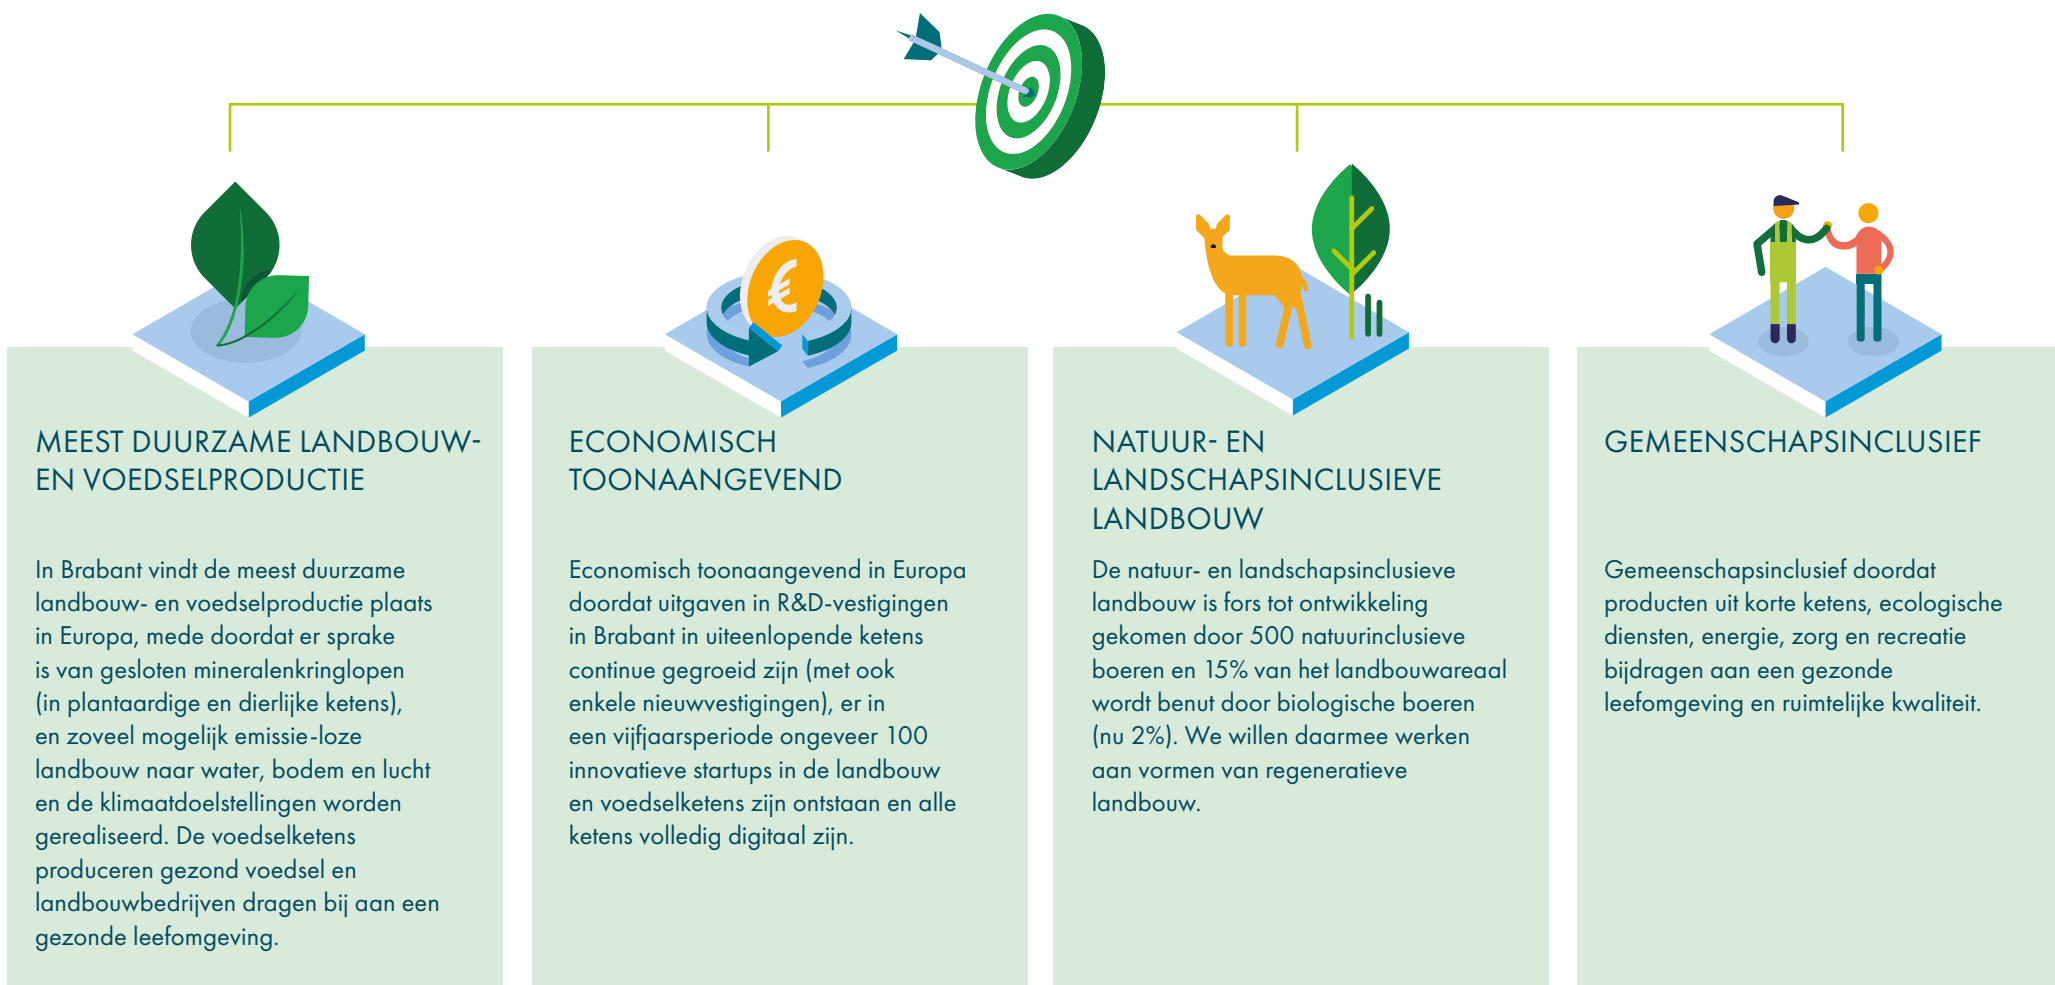 MEEST DUURZAME LANDBOUW-
EN VOEDSELPRODUCTIE
In Brabant vindt de meest duurzame
landbouw- en voedselproductie plaats
in Europa, mede doordat er sprake
is van gesloten mineralenkringlopen
(in plantaardige en dierlijke ketens),
en zoveel mogelijk emissie-loze
landbouw naar water, bodem en lucht
en de klimaatdoelstellingen worden
gerealiseerd. De voedselketens
produceren gezond voedsel en
landbouwbedrijven dragen bij aan een
gezonde leefomgeving.
ECONOMISCH
TOONAANGEVEND
Economisch toonaangevend in Europa
doordat uitgaven in R&D-vestigingen
in Brabant in uiteenlopende ketens
continue gegroeid zijn (met ook
enkele nieuwvestigingen), er in
een vijfjaarsperiode ongeveer 100
innovatieve startups in de landbouw
en voedselketens zijn ontstaan en alle
ketens volledig digitaal zijn.
NATUUR- EN
LANDSCHAPSINCLUSIEVE
LANDBOUW
De natuur- en landschapsinclusieve
landbouw is fors tot ontwikkeling
gekomen door 500 natuurinclusieve
boeren en 15% van het landbouwareaal
wordt benut door biologische boeren
(nu 2%). We willen daarmee werken
aan vormen van regeneratieve
landbouw.
GEMEENSCHAPSINCLUSIEF
Gemeenschapsinclusief doordat
producten uit korte ketens, ecologische
diensten, energie, zorg en recreatie
bijdragen aan een gezonde
leefomgeving en ruimtelijke kwaliteit.